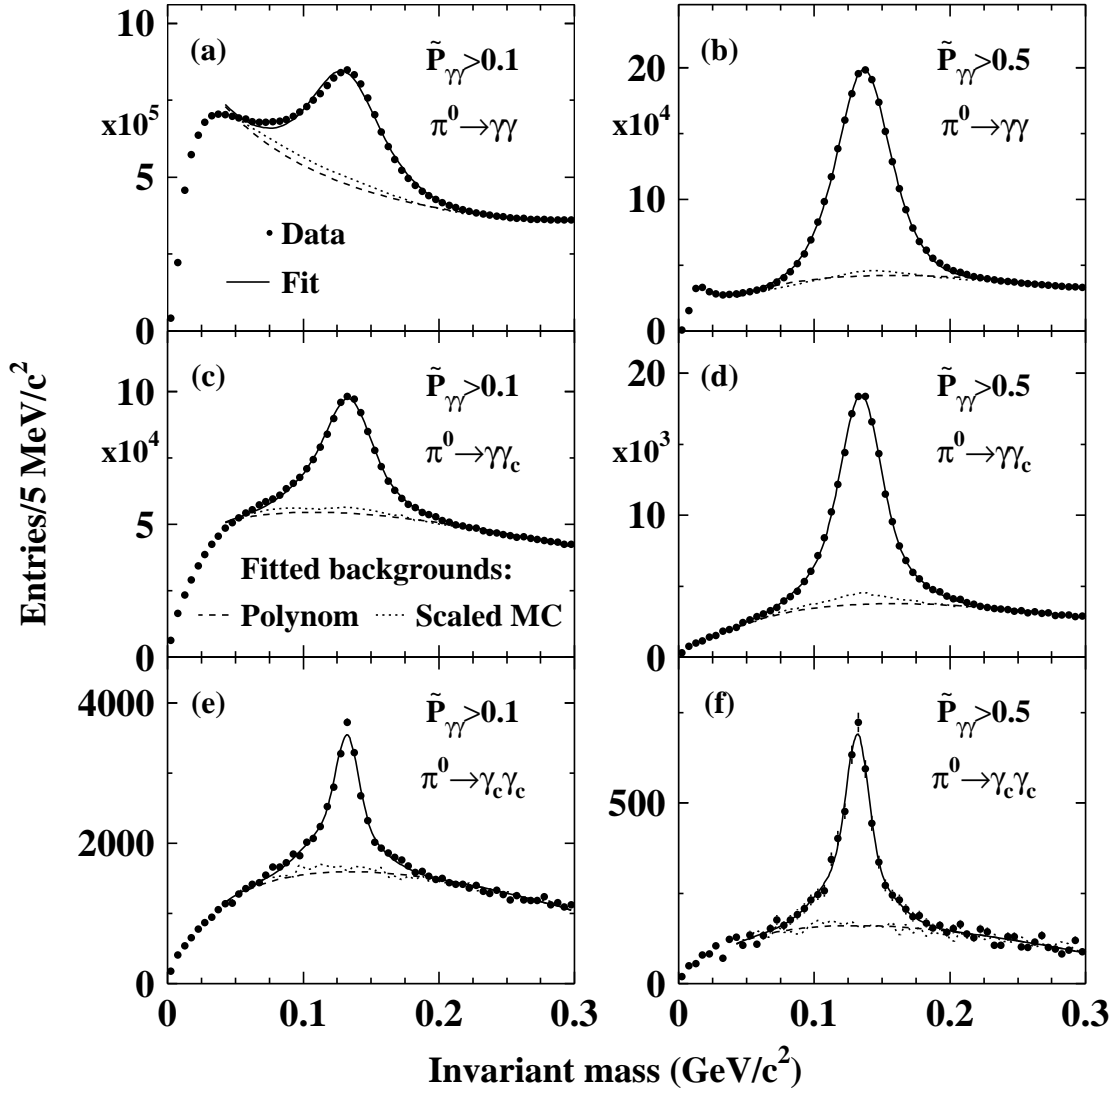 (a)
P̃γγ>0.1
π⁰→γγ
10
x10⁵
5
0
Data
Fit
(b)
P̃γγ>0.5
π⁰→γγ
20
x10⁴
10
0
(c)
P̃γγ>0.1
π⁰→γγc
10
x10⁴
5
0
Fitted backgrounds:
Polynom Scaled MC
(d)
P̃γγ>0.5
π⁰→γγc
20
x10³
10
0
(e)
P̃γγ>0.1
π⁰→γcγc
4000
2000
0
(f)
P̃γγ>0.5
π⁰→γcγc
500
0
0 0.1 0.2 0.3
0 0.1 0.2 0.3
Entries/5 MeV/c²
Invariant mass (GeV/c²)